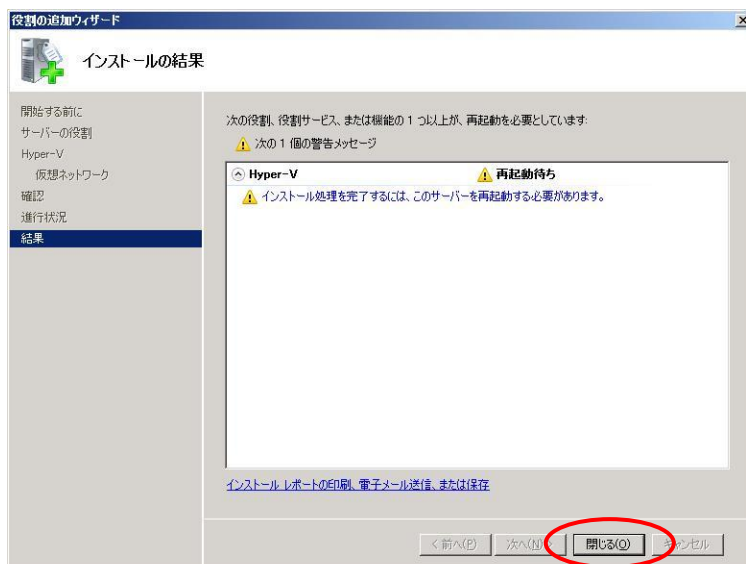 役割の追加ウィザード
インストールの結果
開始する前に
サーバーの役割
Hyper-V
仮想ネットワーク
確認
進行状況
結果
次の役割、役割サービス、または機能の 1 つ以上が、再起動を必要としています:
次の 1 個の警告メッセージ
Hyper-V 再起動待ち
インストール処理を完了するには、このサーバーを再起動する必要があります。
インストール レポートの印刷、電子メール送信、または保存
< 前へ(P) 次へ(N) > 閉じる(O) キャンセル